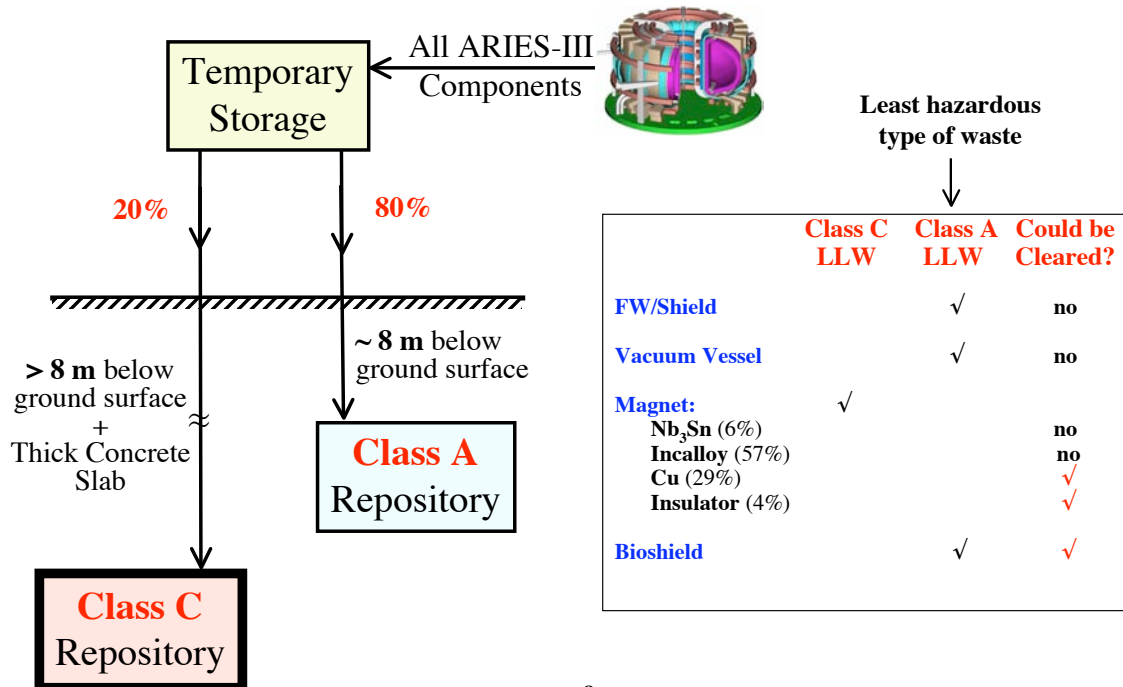 All ARIES-III
Components
Temporary
Storage
20%
80%
> 8 m below
ground surface
+
Thick Concrete
Slab
≈
~ 8 m below
ground surface
Class A
Repository
Class C
Repository
Least hazardous
type of waste
Class C LLW Class A LLW Could be Cleared?
FW/Shield √ no
Vacuum Vessel √ no
Magnet: √
Nb₃Sn (6%) no
Incalloy (57%) no
Cu (29%) √
Insulator (4%) √
Bioshield √ √